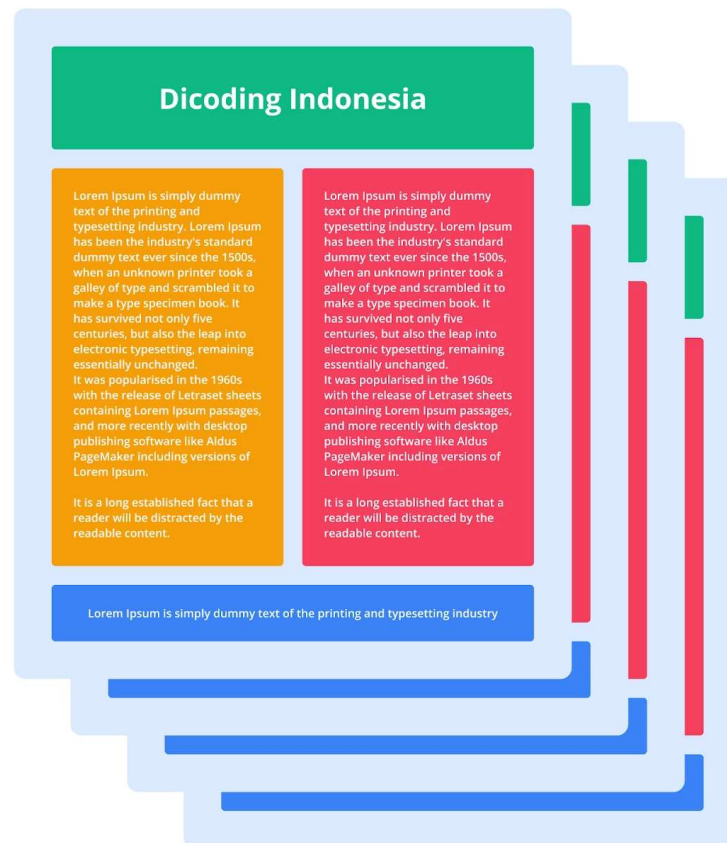 Dicoding Indonesia
Lorem Ipsum is simply dummy
text of the printing and
typesetting industry. Lorem Ipsum
has been the industry's standard
dummy text ever since the 1500s,
when an unknown printer took a
galley of type and scrambled it to
make a type specimen book. It
has survived not only five
centuries, but also the leap into
electronic typesetting, remaining
essentially unchanged.
It was popularised in the 1960s
with the release of Letraset sheets
containing Lorem Ipsum passages,
and more recently with desktop
publishing software like Aldus
PageMaker including versions of
Lorem Ipsum.
It is a long established fact that a
reader will be distracted by the
readable content.
Lorem Ipsum is simply dummy
text of the printing and
typesetting industry. Lorem Ipsum
has been the industry's standard
dummy text ever since the 1500s,
when an unknown printer took a
galley of type and scrambled it to
make a type specimen book. It
has survived not only five
centuries, but also the leap into
electronic typesetting, remaining
essentially unchanged.
It was popularised in the 1960s
with the release of Letraset sheets
containing Lorem Ipsum passages,
and more recently with desktop
publishing software like Aldus
PageMaker including versions of
Lorem Ipsum.
It is a long established fact that a
reader will be distracted by the
readable content.
Lorem Ipsum is simply dummy text of the printing and typesetting industry